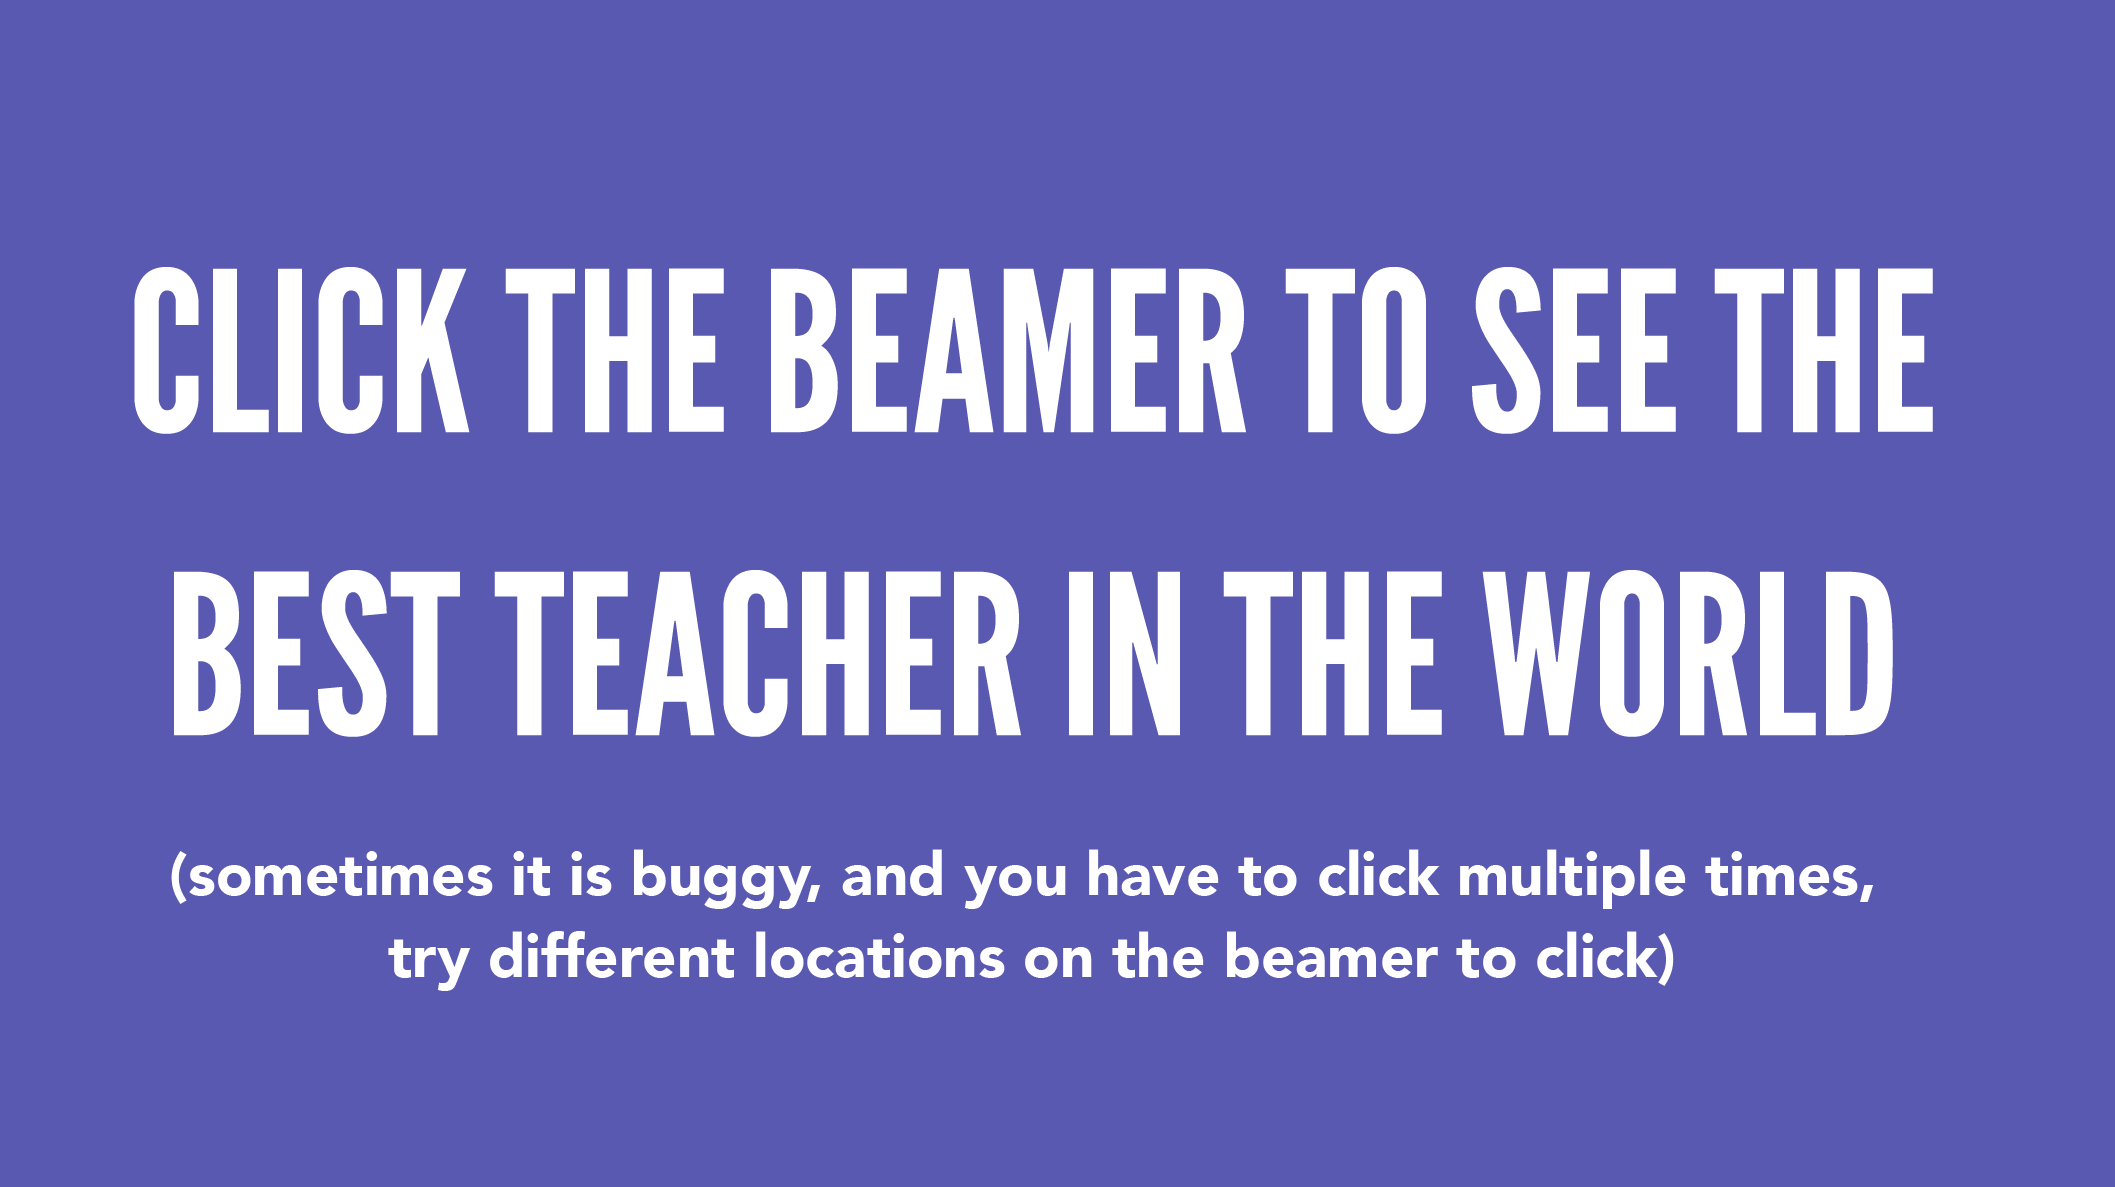 CLICK THE BEAMER TO SEE THE
BEST TEACHER IN THE WORLD
(sometimes it is buggy, and you have to click multiple times,
try different locations on the beamer to click)